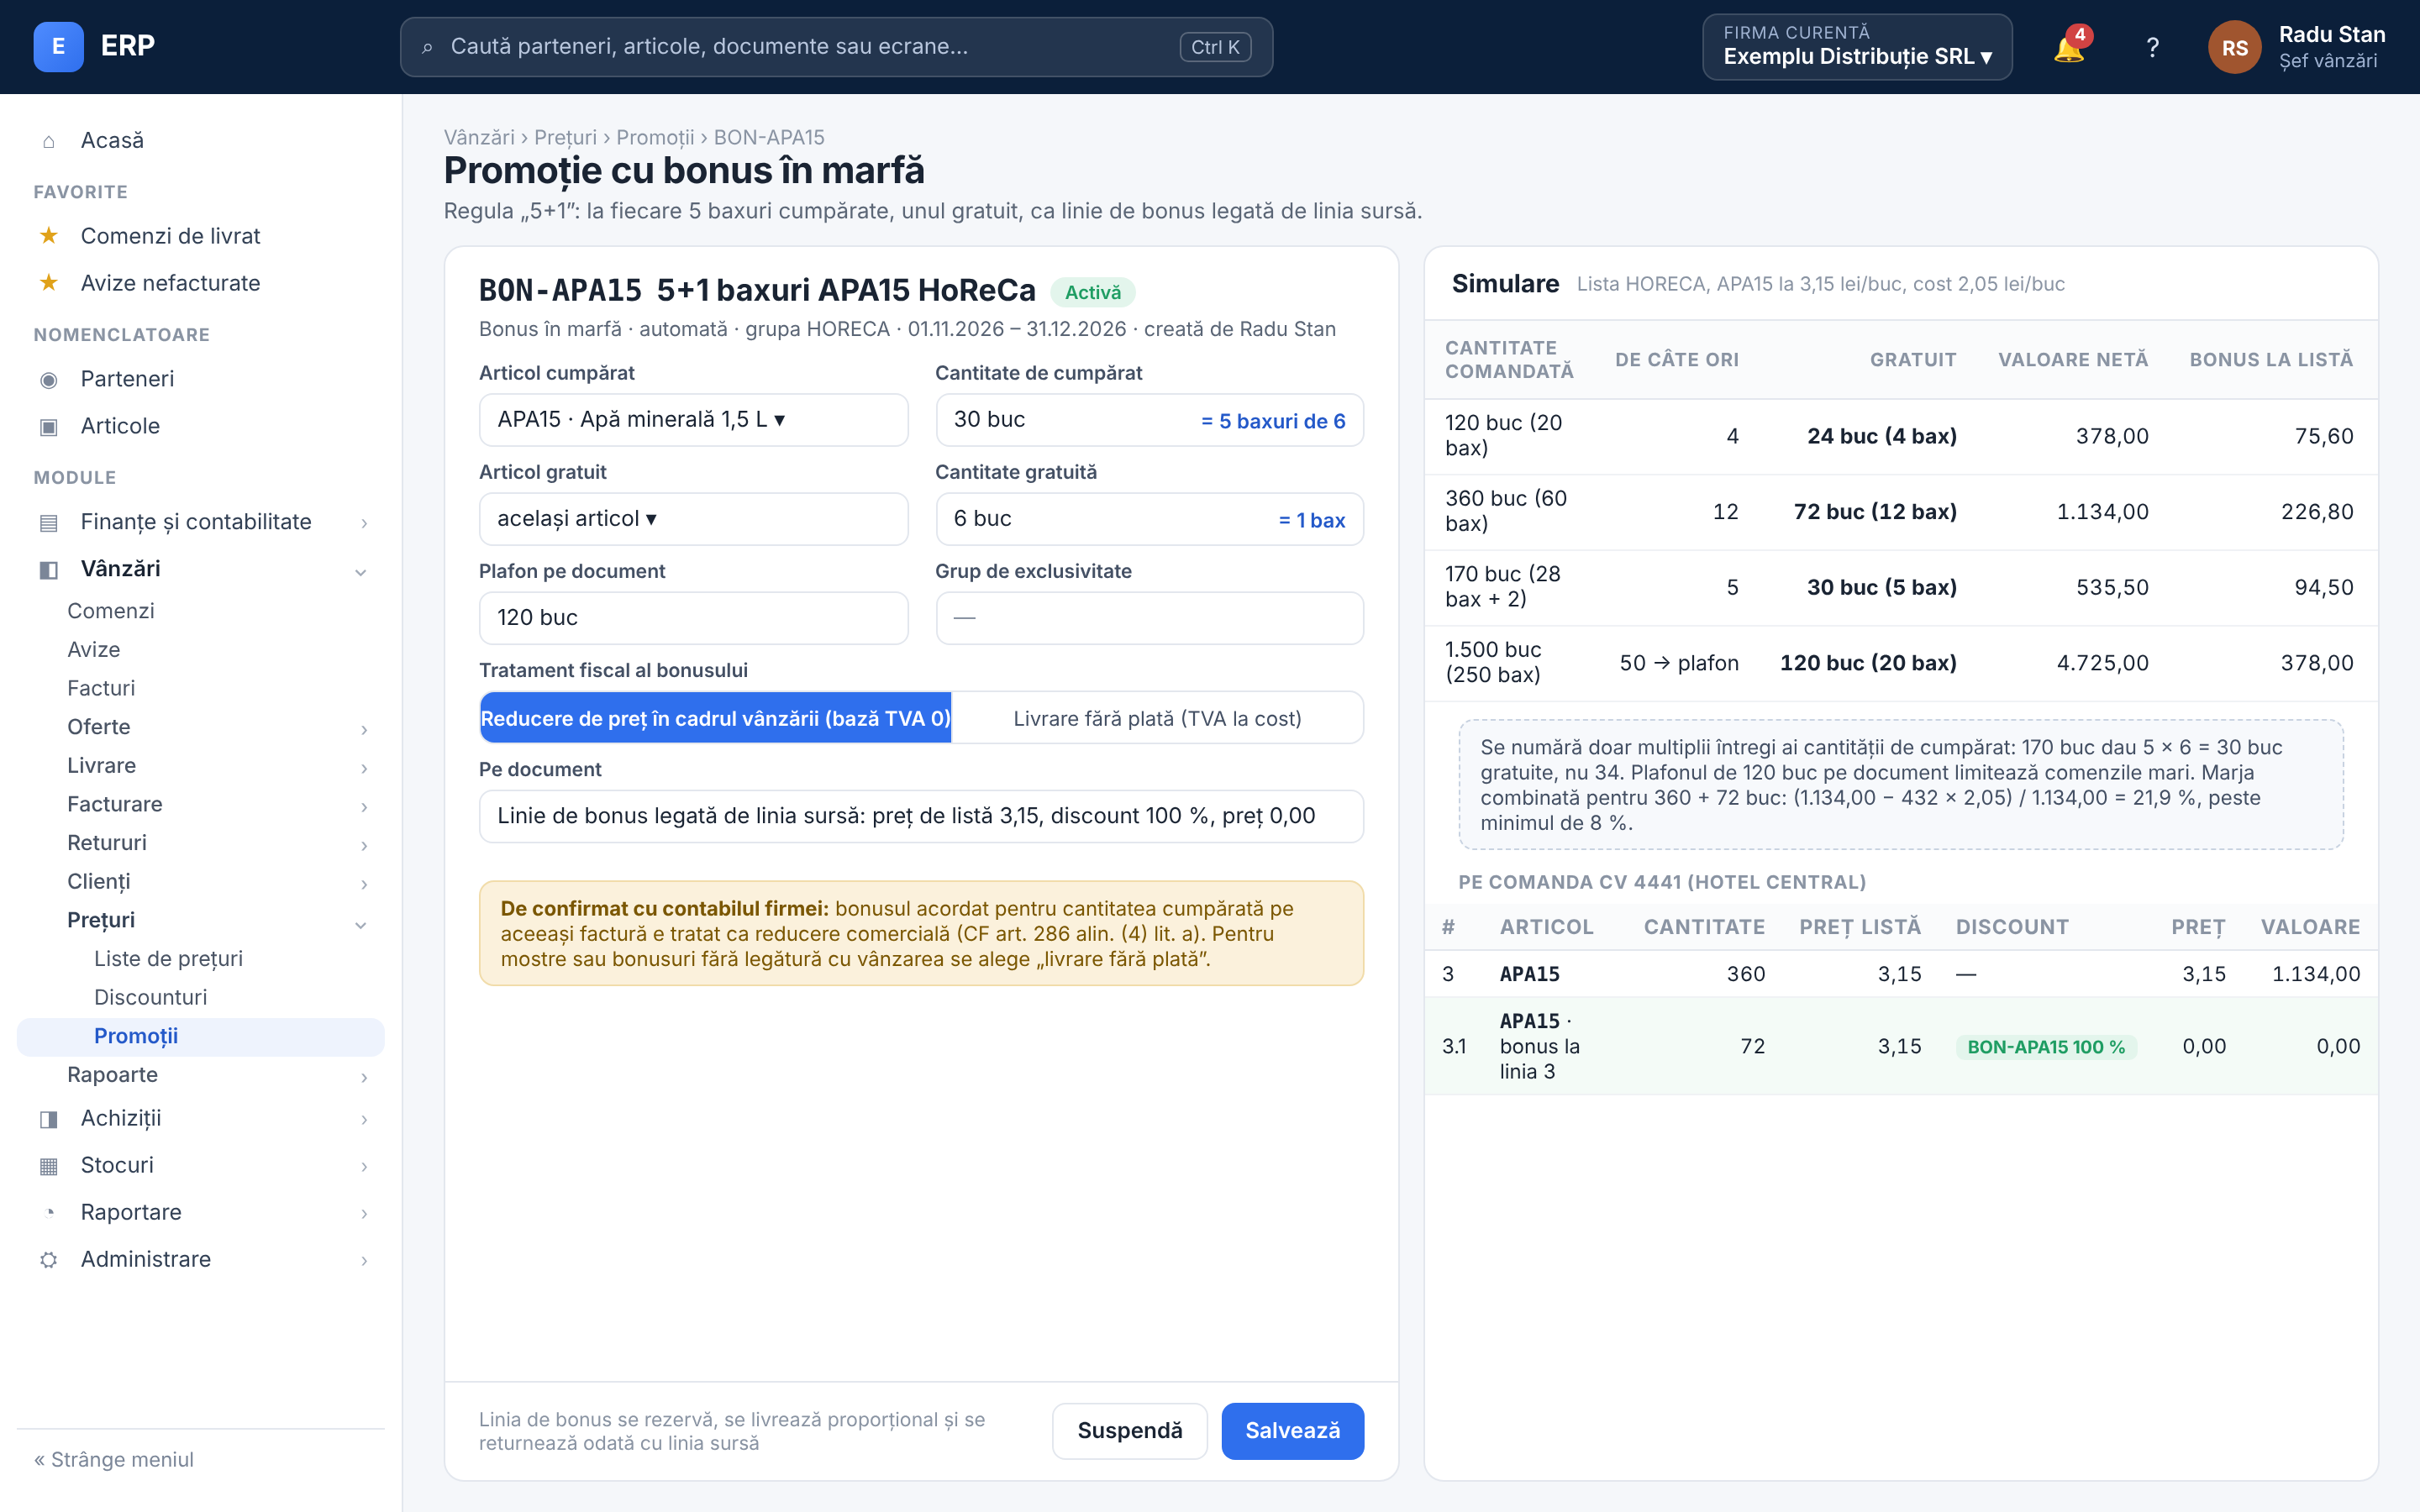 E ERP
Caută parteneri, articole, documente sau ecrane... Ctrl K
FIRMA CURENTĂ
Exemplu Distribuție SRL ▾
4
?
RS
Radu Stan
Șef vânzări
Acasă
FAVORITE
Comenzi de livrat
Avize nefacturate
NOMENCLATOARE
Parteneri
Articole
MODULE
Finanțe și contabilitate
Vânzări
Comenzi
Avize
Facturi
Oferte
Livrare
Facturare
Retururi
Clienți
Prețuri
Liste de prețuri
Discounturi
Promoții
Rapoarte
Achiziții
Stocuri
Raportare
Administrare
« Strânge meniul
Vânzări › Prețuri › Promoții › BON-APA15
Promoție cu bonus în marfă
Regula „5+1”: la fiecare 5 baxuri cumpărate, unul gratuit, ca linie de bonus legată de linia sursă.
BON-APA15 5+1 baxuri APA15 HoReCa Activă
Bonus în marfă · automată · grupa HORECA · 01.11.2026 – 31.12.2026 · creată de Radu Stan
Articol cumpărat
APA15 · Apă minerală 1,5 L ▾
Cantitate de cumpărat
30 buc = 5 baxuri de 6
Articol gratuit
același articol ▾
Cantitate gratuită
6 buc = 1 bax
Plafon pe document
120 buc
Grup de exclusivitate
—
Tratament fiscal al bonusului
Reducere de preț în cadrul vânzării (bază TVA 0) Livrare fără plată (TVA la cost)
Pe document
Linie de bonus legată de linia sursă: preț de listă 3,15, discount 100 %, preț 0,00
De confirmat cu contabilul firmei: bonusul acordat pentru cantitatea cumpărată pe
aceeași factură e tratat ca reducere comercială (CF art. 286 alin. (4) lit. a). Pentru
mostre sau bonusuri fără legătură cu vânzarea se alege „livrare fără plată”.
Linia de bonus se rezervă, se livrează proporțional și se
returnează odată cu linia sursă
Suspendă Salvează
Simulare Lista HORECA, APA15 la 3,15 lei/buc, cost 2,05 lei/buc
CANTITATE
COMANDATĂ DE CÂTE ORI GRATUIT VALOARE NETĂ BONUS LA LISTĂ
120 buc (20
bax) 4 24 buc (4 bax) 378,00 75,60
360 buc (60
bax) 12 72 buc (12 bax) 1.134,00 226,80
170 buc (28
bax + 2) 5 30 buc (5 bax) 535,50 94,50
1.500 buc
(250 bax) 50 → plafon 120 buc (20 bax) 4.725,00 378,00
Se numără doar multiplii întregi ai cantității de cumpărat: 170 buc dau 5 × 6 = 30 buc
gratuite, nu 34. Plafonul de 120 buc pe document limitează comenzile mari. Marja
combinată pentru 360 + 72 buc: (1.134,00 − 432 × 2,05) / 1.134,00 = 21,9 %, peste
minimul de 8 %.
PE COMANDA CV 4441 (HOTEL CENTRAL)
# ARTICOL CANTITATE PREȚ LISTĂ DISCOUNT PREȚ VALOARE
3 APA15 360 3,15 — 3,15 1.134,00
3.1 APA15 ·
bonus la
linia 3 72 3,15 BON-APA15 100 % 0,00 0,00